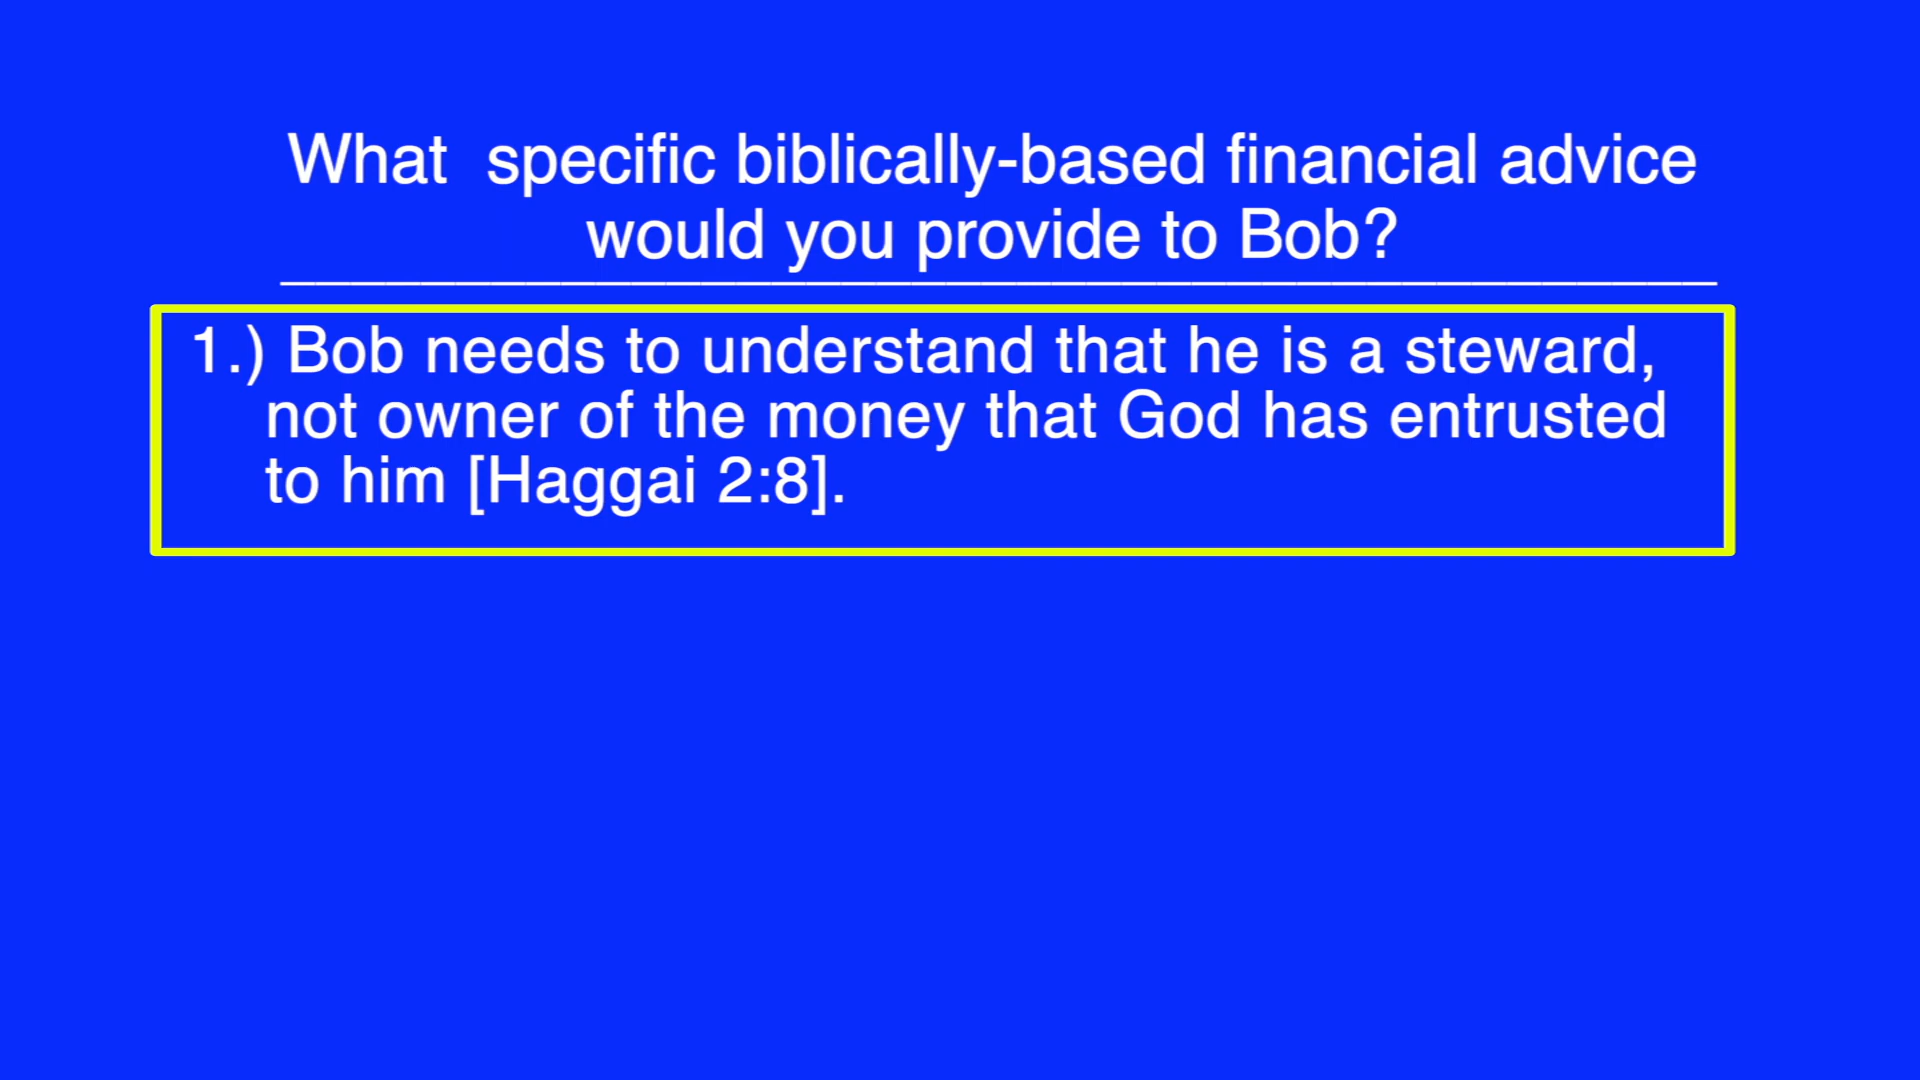 What  specific biblically-based financial advice
would you provide to Bob?
1.) Bob needs to understand that he is a steward,
not owner of the money that God has entrusted
to him [Haggai 2:8].